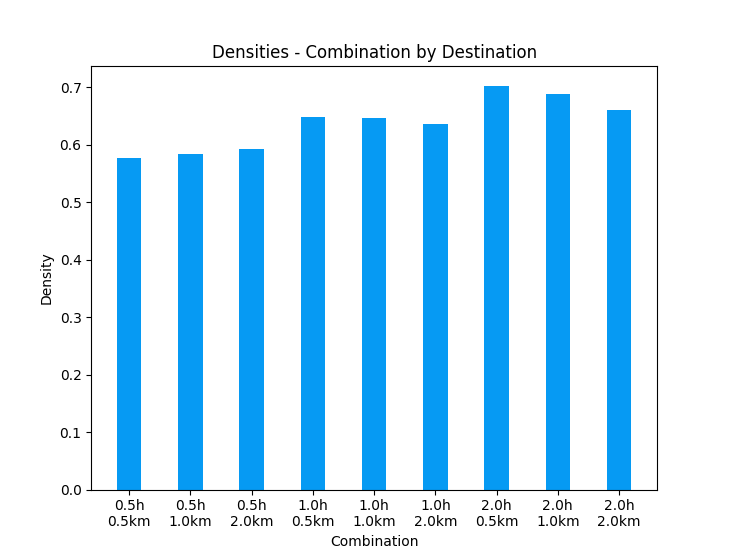 Densities - Combination by Destination
Density
0.7
0.6
0.5
0.4
0.3
0.2
0.1
0.0
0.5h 0.5h 0.5h 1.0h 1.0h 1.0h 2.0h 2.0h 2.0h
0.5km 1.0km 2.0km 0.5km 1.0km 2.0km 0.5km 1.0km 2.0km
Combination